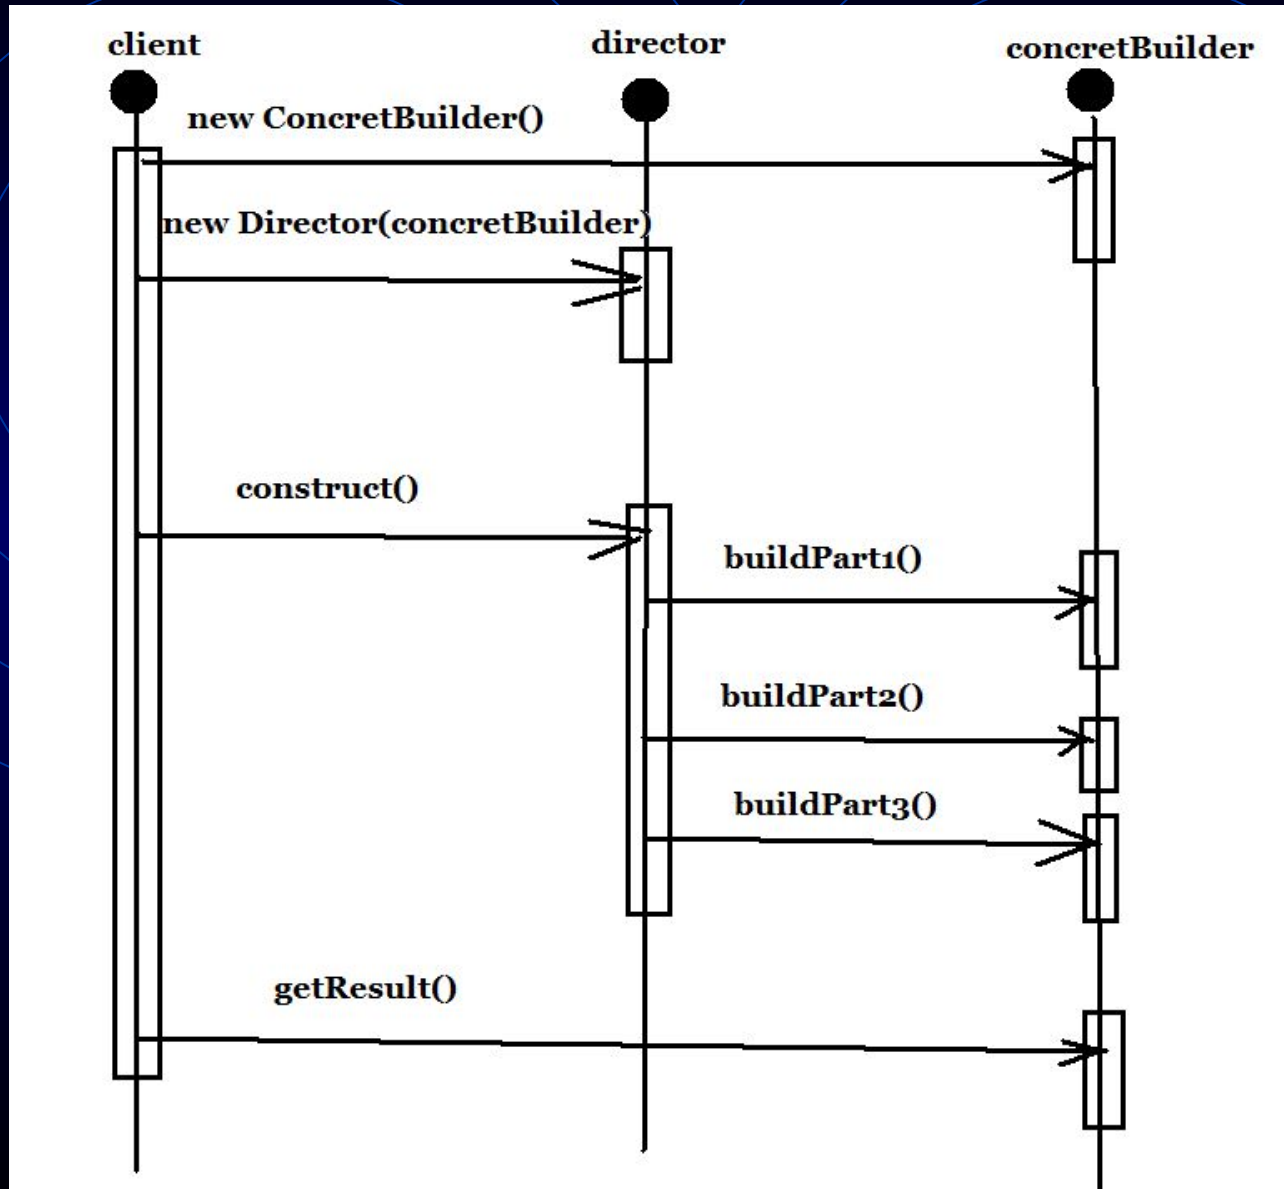 client
director
concretBuilder
new ConcretBuilder()
new Director(concretBuilder)
construct()
buildPart1()
buildPart2()
buildPart3()
getResult()